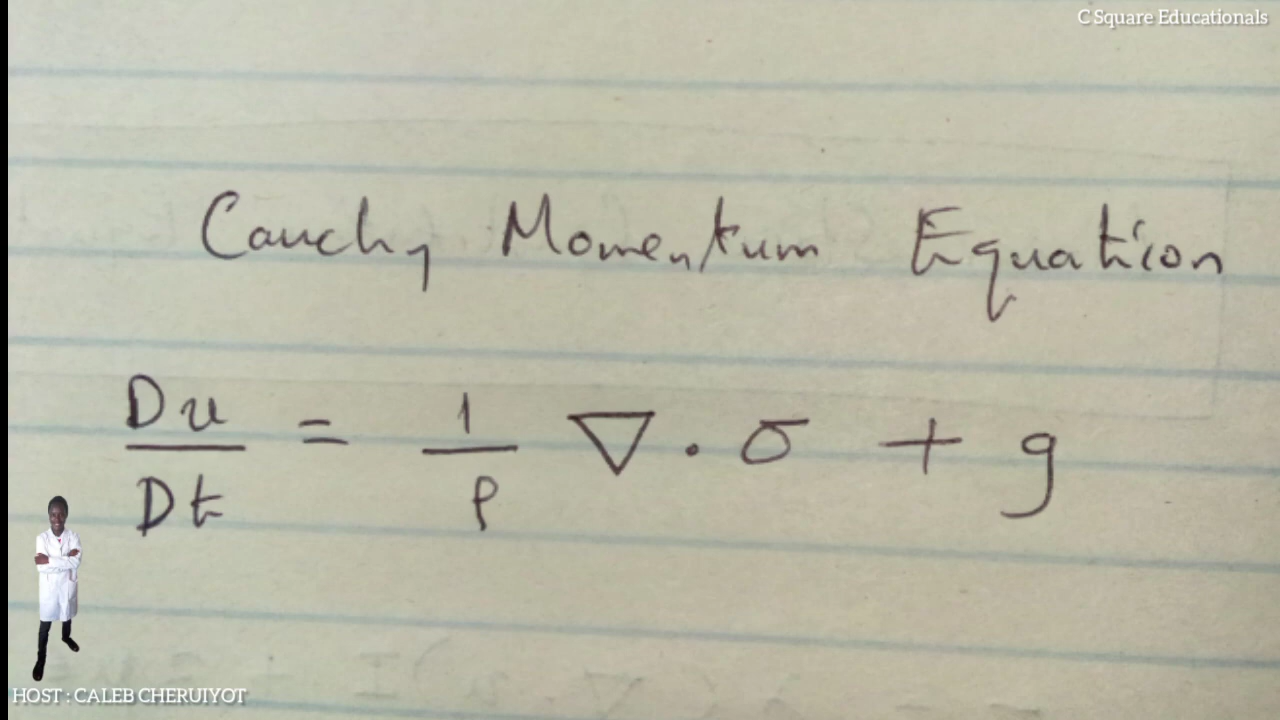 C Square Educationals
Cauchy Momentum Equation
Du/Dt = 1/ρ ∇ · σ + g
HOST : CALEB CHERUIYOT